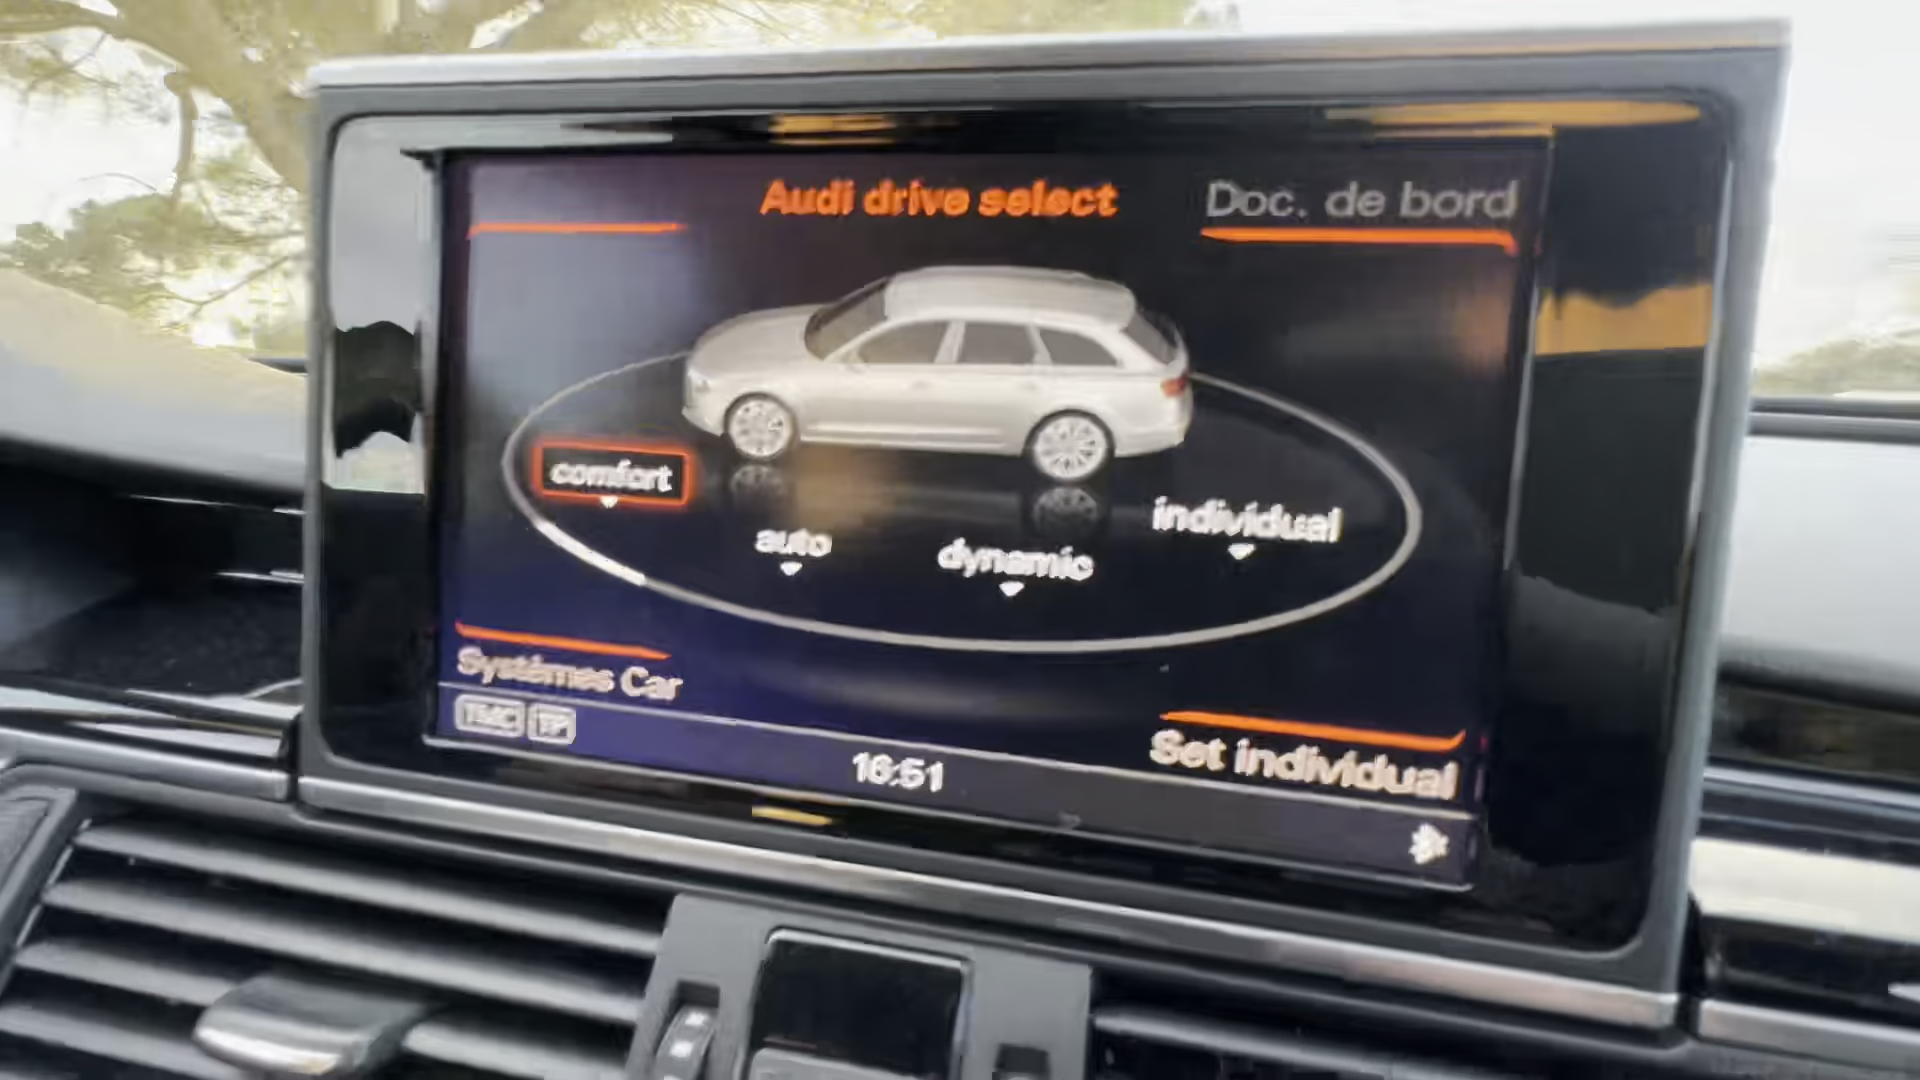 Audi drive select
Doc. de bord
comfort
auto
dynamic
individual
Systèmes Car
TMC TP
Set individual
16:51